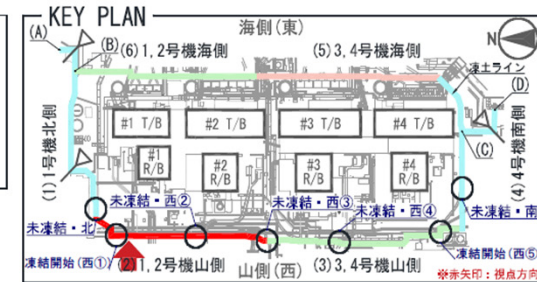 KEY PLAN
海側(東)
(A)
(B)
(6)1,2号機海側
(5)3,4号機海側
N
凍土ライン
(D)
#1 T/B
#2 T/B
#3 T/B
#4 T/B
(C)
(1)1号機北側
#1
R/B
#2
R/B
#3
R/B
#4
R/B
(4)4号機南側
未凍結・北
未凍結・西②
未凍結・西③
未凍結・西④
未凍結・南
凍結開始(西①)
(2)1,2号機山側
山側(西)
(3)3,4号機山側
凍結開始(西⑤)
※赤矢印:視点方向